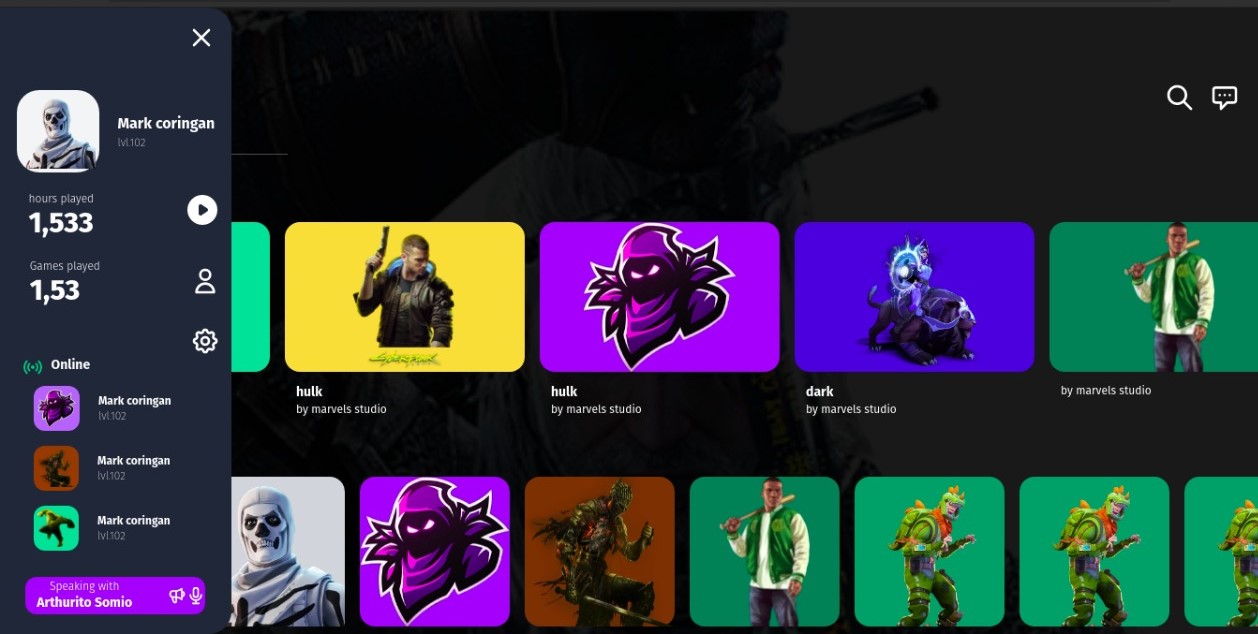 Mark coringan
lvl.102
hours played
1,533
Games played
1,53
Online
Mark coringan
lvl.102
Mark coringan
lvl.102
Mark coringan
lvl.102
Speaking with
Arthurito Somio
CYBERPUNK
hulk
by marvels studio
hulk
by marvels studio
dark
by marvels studio
by marvels studio